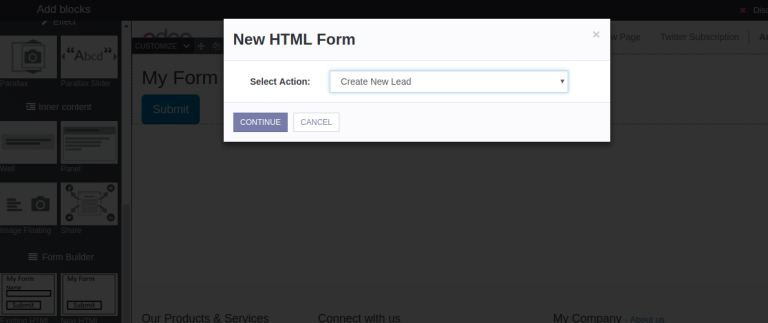 Add blocks
Disc
Effect
odoo
CUSTOMIZE
w Page
Twitter Subscription
New HTML Form
×
Select Action:
Create New Lead
CONTINUE
CANCEL
"Abcd"
Parallax
Parallax Slider
My Form
Submit
Inner content
Well
Panel
Image Floating
Share
Form Builder
My Form
Name
Submit
My Form
Submit
Our Products & Services
Connect with us
My Company - About us